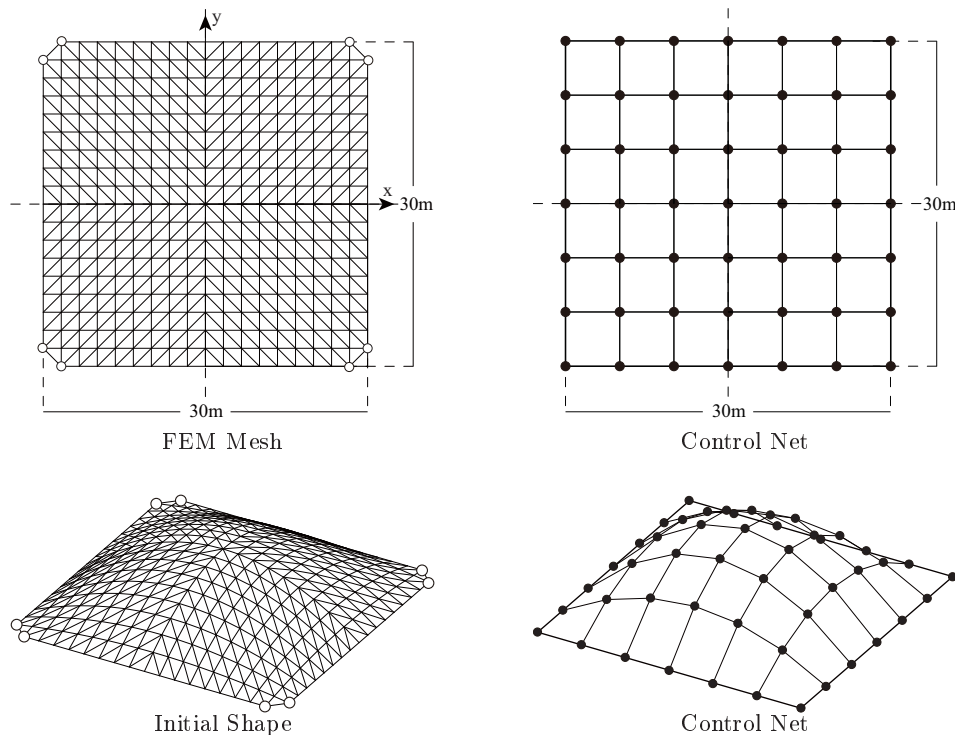 y
x
30m
30m
30m
30m
FEM Mesh
Control Net
Initial Shape
Control Net